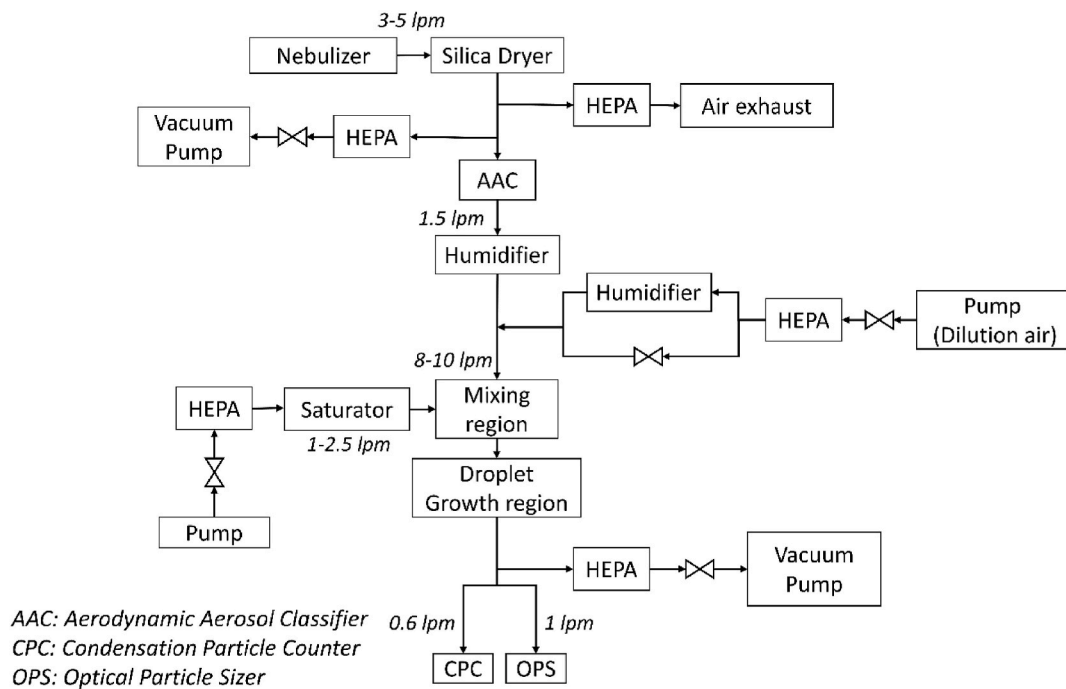 3-5 lpm
Nebulizer
Silica Dryer
HEPA
Air exhaust
Vacuum
Pump
HEPA
AAC
1.5 lpm
Humidifier
Humidifier
HEPA
Pump
(Dilution air)
8-10 lpm
HEPA
Saturator
Mixing
region
1-2.5 lpm
Droplet
Growth region
Pump
HEPA
Vacuum
Pump
AAC: Aerodynamic Aerosol Classifier
CPC: Condensation Particle Counter
OPS: Optical Particle Sizer
0.6 lpm
1 lpm
CPC
OPS